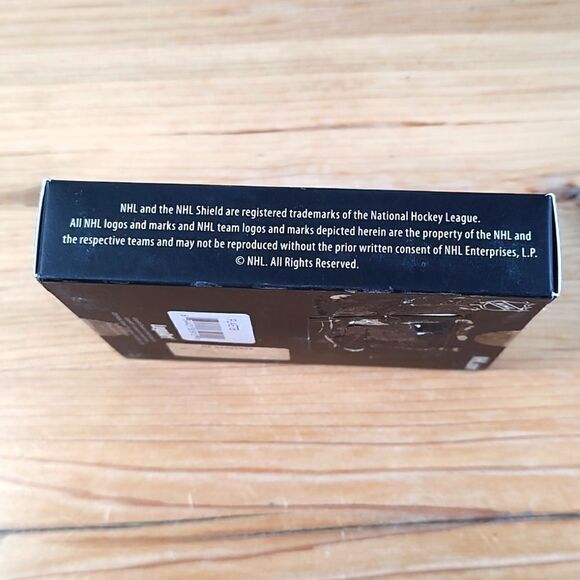 NHL and the NHL Shield are registered trademarks of the National Hockey League.
All NHL logos and marks and NHL team logos and marks depicted herein are the property of the NHL and
the respective teams and may not be reproduced without the prior written consent of NHL Enterprises, L.P.
© NHL. All Rights Reserved.